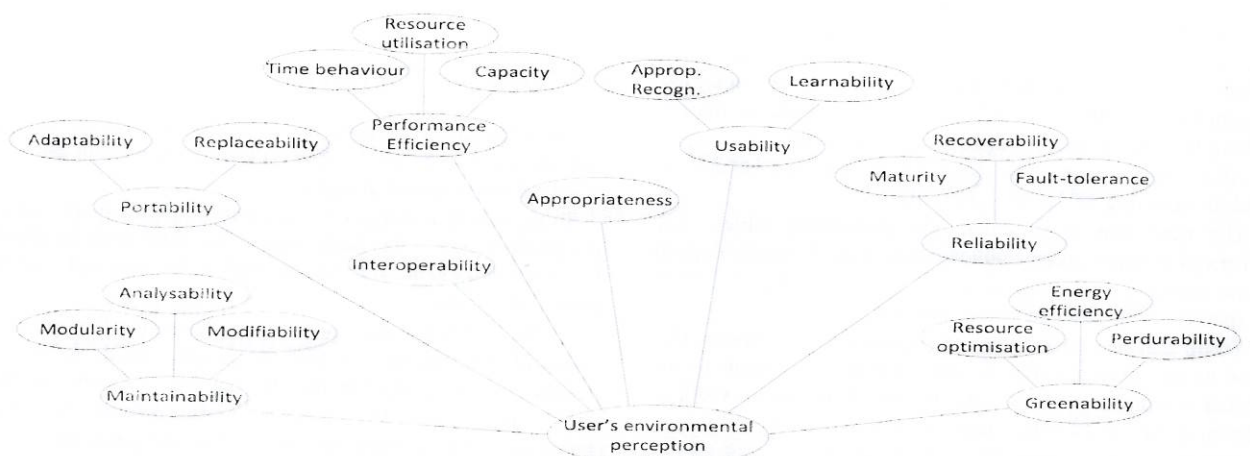 Resource
utilisation
Time behaviour
Capacity
Performance
Efficiency
Approp.
Recogn.
Learnability
Usability
Adaptability
Replaceability
Portability
Recoverability
Maturity
Fault-tolerance
Reliability
Appropriateness
Interoperability
Analysability
Modularity
Modifiability
Maintainability
Energy
efficiency
Resource
optimisation
Perdurability
Greenability
User's environmental
perception